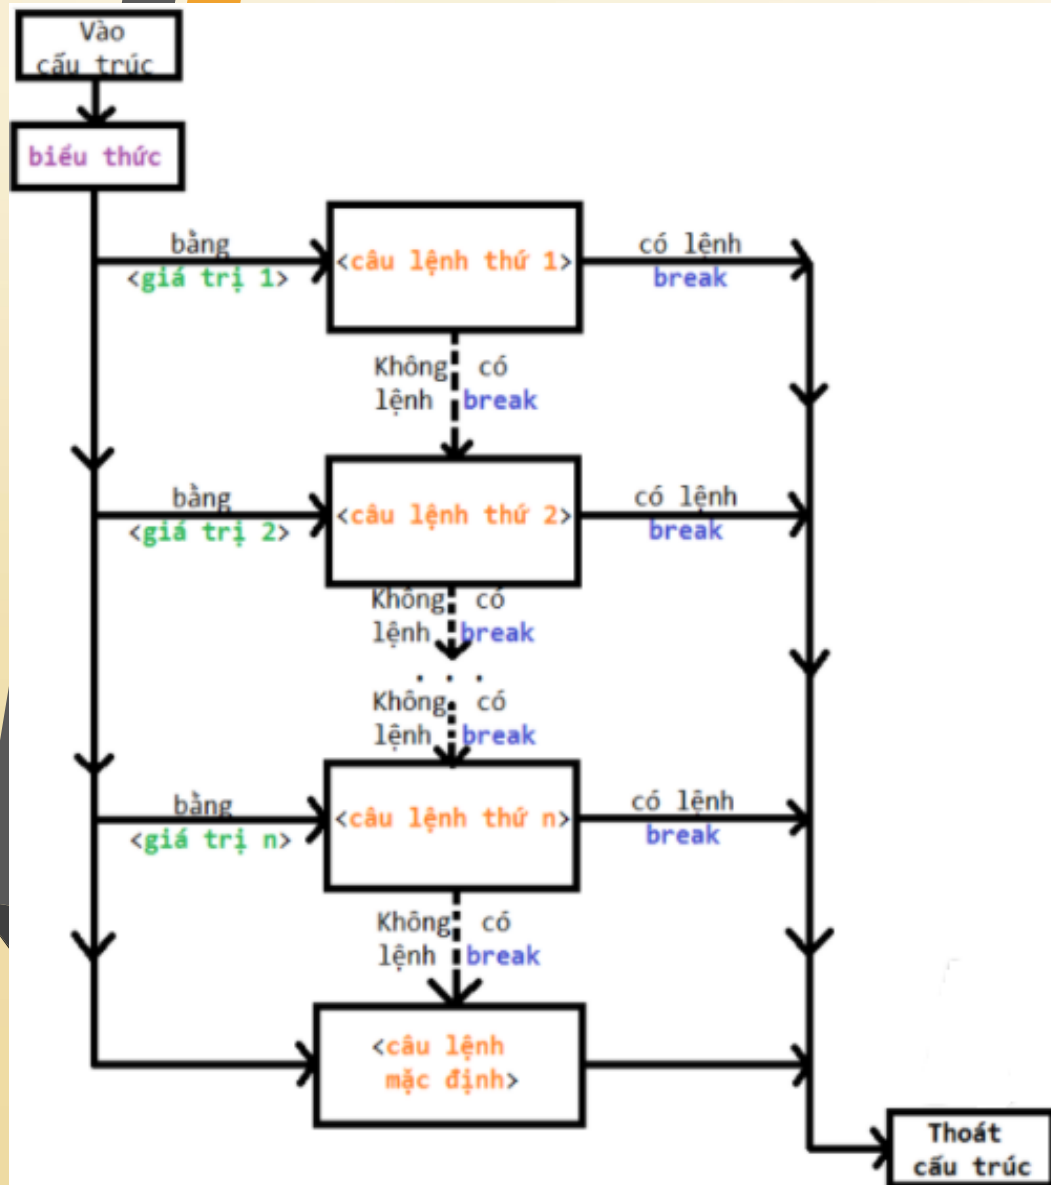 Vào
cấu trúc
biểu thức
bằng
<giá trị 1>
<câu lệnh thứ 1>
có lệnh
break
Không có
lệnh break
bằng
<giá trị 2>
<câu lệnh thứ 2>
có lệnh
break
Không có
lệnh break
. . .
Không có
lệnh break
bằng
<giá trị n>
<câu lệnh thứ n>
có lệnh
break
Không có
lệnh break
<câu lệnh
mặc định>
Thoát
cấu trúc